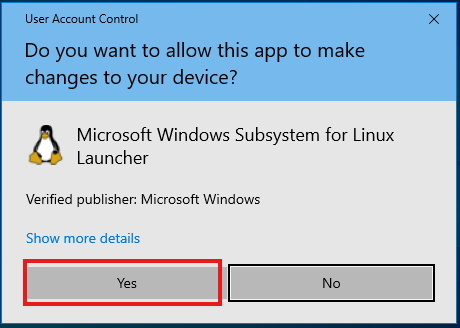 User Account Control
Do you want to allow this app to make
changes to your device?
Microsoft Windows Subsystem for Linux
Launcher
Verified publisher: Microsoft Windows
Show more details
Yes
No